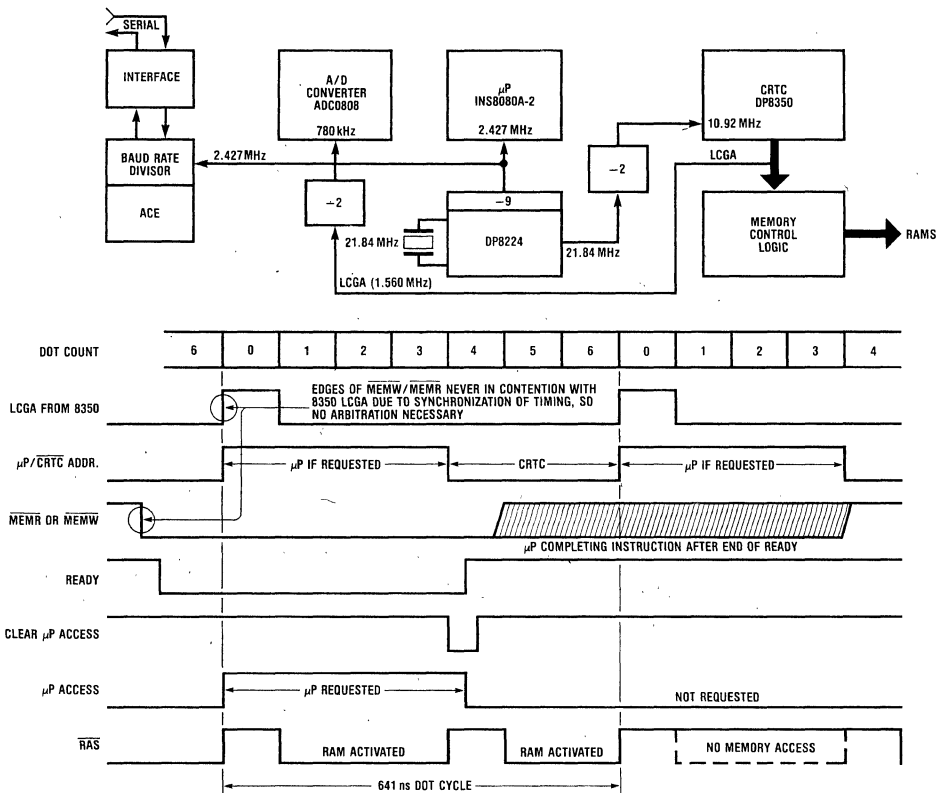 SERIAL
INTERFACE
BAUD RATE
DIVISOR
ACE
2.427 MHz
A/D
CONVERTER
ADC0808
780 kHz
÷2
LCGA (1.560 MHz)
μP
INS8080A-2
2.427 MHz
÷9
DP8224
21.84 MHz
21.84 MHz
÷2
CRTC
DP8350
10.92 MHz
LCGA
MEMORY
CONTROL
LOGIC
RAMS
DOT COUNT 6 0 1 2 3 4 5 6 0 1 2 3 4
LCGA FROM 8350
EDGES OF M̅E̅M̅W̅/M̅E̅M̅R̅ NEVER IN CONTENTION WITH
8350 LCGA DUE TO SYNCHRONIZATION OF TIMING, SO
NO ARBITRATION NECESSARY
μP/C̅R̅T̅C̅ ADDR. μP IF REQUESTED CRTC μP IF REQUESTED
M̅E̅M̅R̅ OR M̅E̅M̅W̅
μP COMPLETING INSTRUCTION AFTER END OF READY
READY
CLEAR μP ACCESS
μP ACCESS μP REQUESTED NOT REQUESTED
R̅A̅S̅ RAM ACTIVATED RAM ACTIVATED NO MEMORY ACCESS
641 ns DOT CYCLE